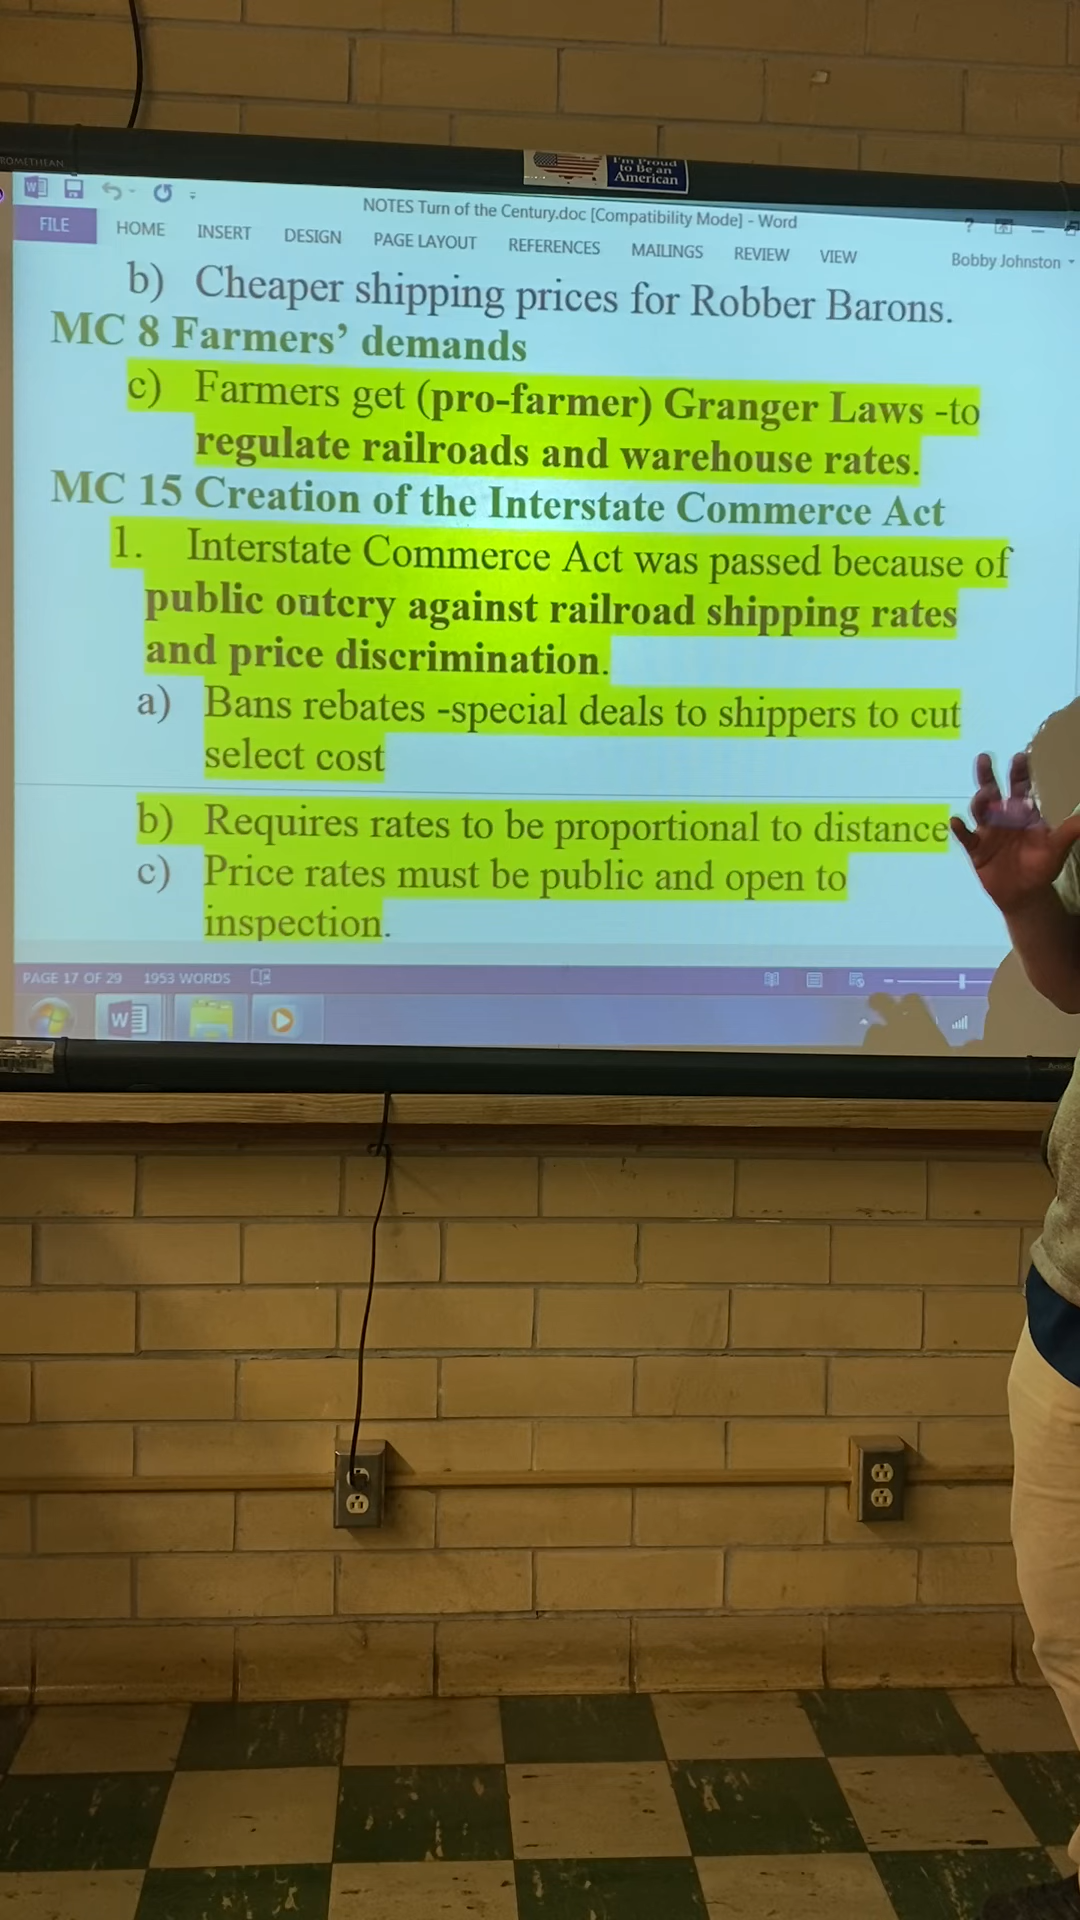 PROMETHEAN
I'm Proud
to Be an
American
NOTES Turn of the Century.doc [Compatibility Mode] - Word
FILE HOME INSERT DESIGN PAGE LAYOUT REFERENCES MAILINGS REVIEW VIEW Bobby Johnston
b) Cheaper shipping prices for Robber Barons.
MC 8 Farmers' demands
c) Farmers get (pro-farmer) Granger Laws -to
regulate railroads and warehouse rates.
MC 15 Creation of the Interstate Commerce Act
1. Interstate Commerce Act was passed because of
public outcry against railroad shipping rates
and price discrimination.
a) Bans rebates -special deals to shippers to cut
select cost
b) Requires rates to be proportional to distance
c) Price rates must be public and open to
inspection.
PAGE 17 OF 29 1953 WORDS